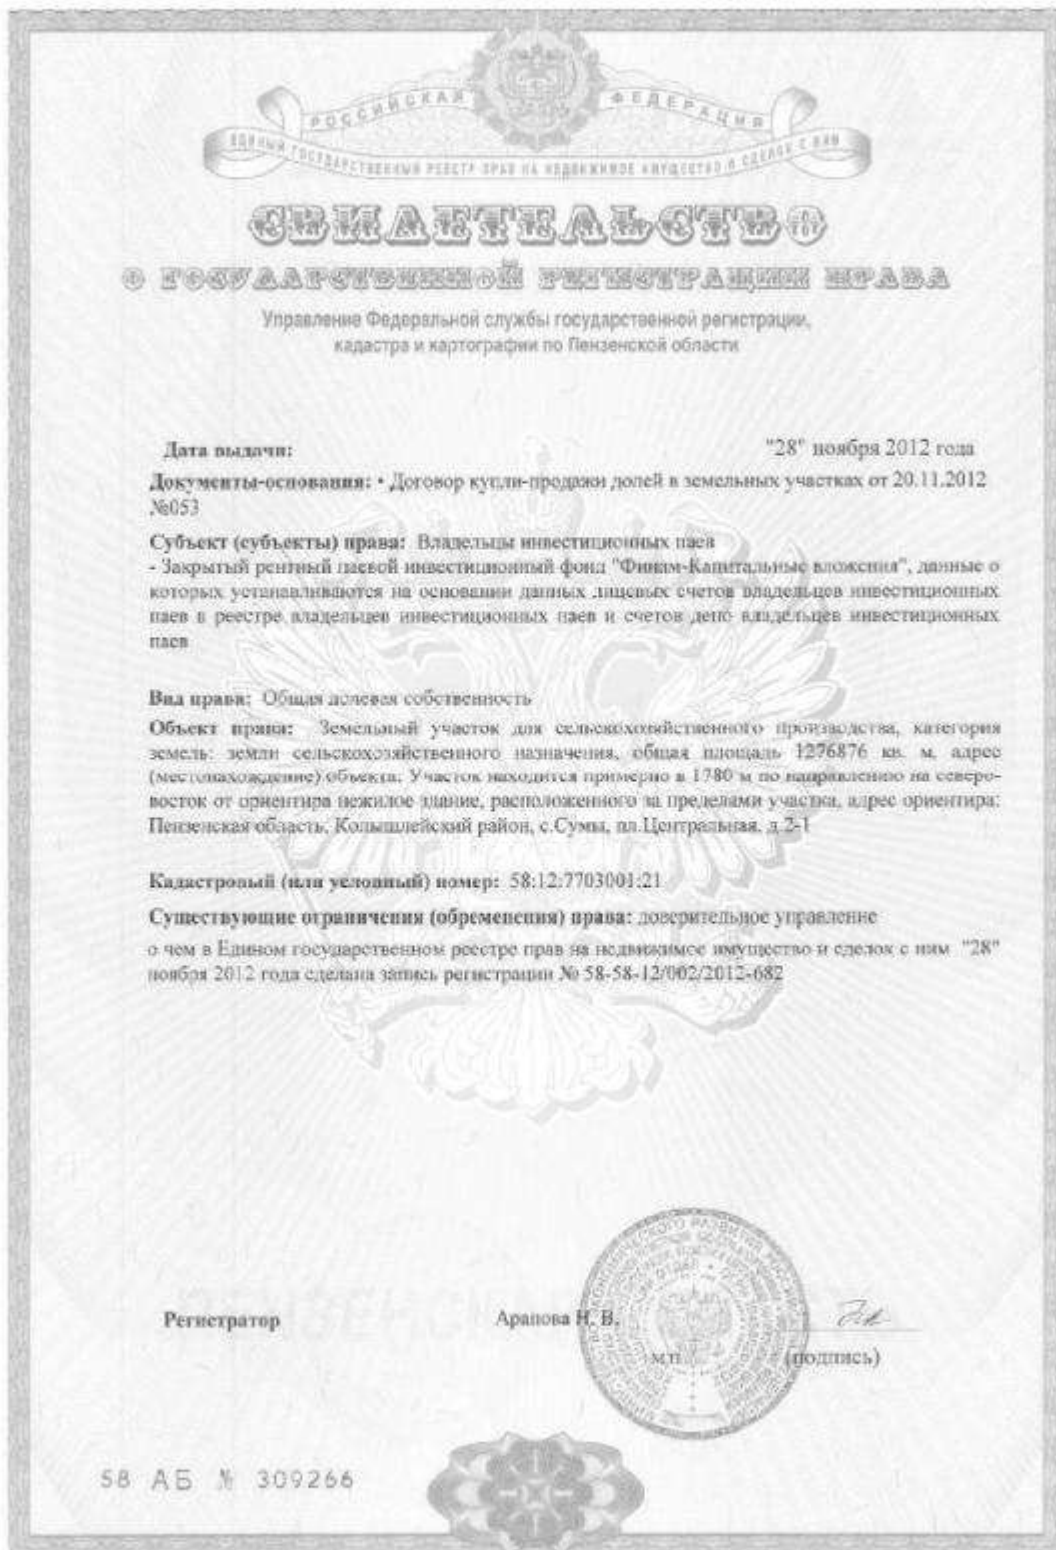 РОССИЙСКАЯ ФЕДЕРАЦИЯ
ЕДИНЫЙ ГОСУДАРСТВЕННЫЙ РЕЕСТР ПРАВ НА НЕДВИЖИМОЕ ИМУЩЕСТВО И СДЕЛОК С НИМ
СВИДЕТЕЛЬСТВО
О ГОСУДАРСТВЕННОЙ РЕГИСТРАЦИИ ПРАВА
Управление Федеральной службы государственной регистрации,
кадастра и картографии по Пензенской области
Дата выдачи: "28" ноября 2012 года
Документы-основания: • Договор купли-продажи долей в земельных участках от 20.11.2012
№053
Субъект (субъекты) права: Владельцы инвестиционных паев
- Закрытый рентный паевой инвестиционный фонд "Финам-Капитальные вложения", данные о
которых устанавливаются на основании данных лицевых счетов владельцев инвестиционных
паев в реестре владельцев инвестиционных паев и счетов депо владельцев инвестиционных
паев
Вид права: Общая долевая собственность
Объект права: Земельный участок для сельскохозяйственного производства, категория
земель: земли сельскохозяйственного назначения, общая площадь 1276876 кв. м, адрес
(местонахождение) объекта: Участок находится примерно в 1780 м по направлению на северо-
восток от ориентира нежилое здание, расположенного за пределами участка, адрес ориентира:
Пензенская область, Колышлейский район, с.Сумы, пл.Центральная, д.2-1
Кадастровый (или условный) номер: 58:12:7703001:21
Существующие ограничения (обременения) права: доверительное управление
о чем в Едином государственном реестре прав на недвижимое имущество и сделок с ним "28"
ноября 2012 года сделана запись регистрации № 58-58-12/002/2012-682
Регистратор Арапова Н. В.
м.п. (подпись)
58 АБ № 309266